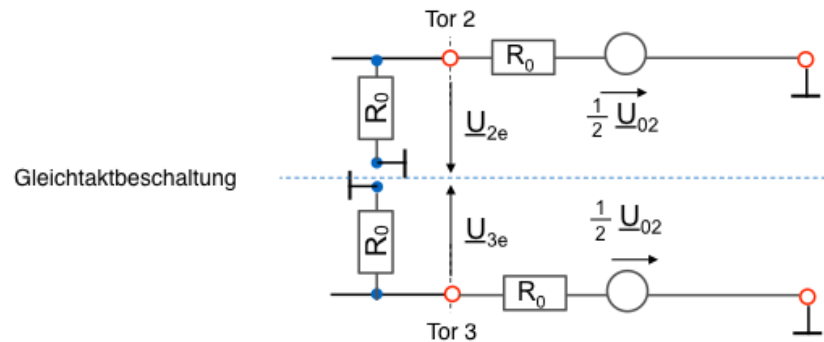 Tor 2
R₀
R₀
U₂ₑ
½ U₀₂
Gleichtaktbeschaltung
R₀
U₃ₑ
½ U₀₂
R₀
Tor 3